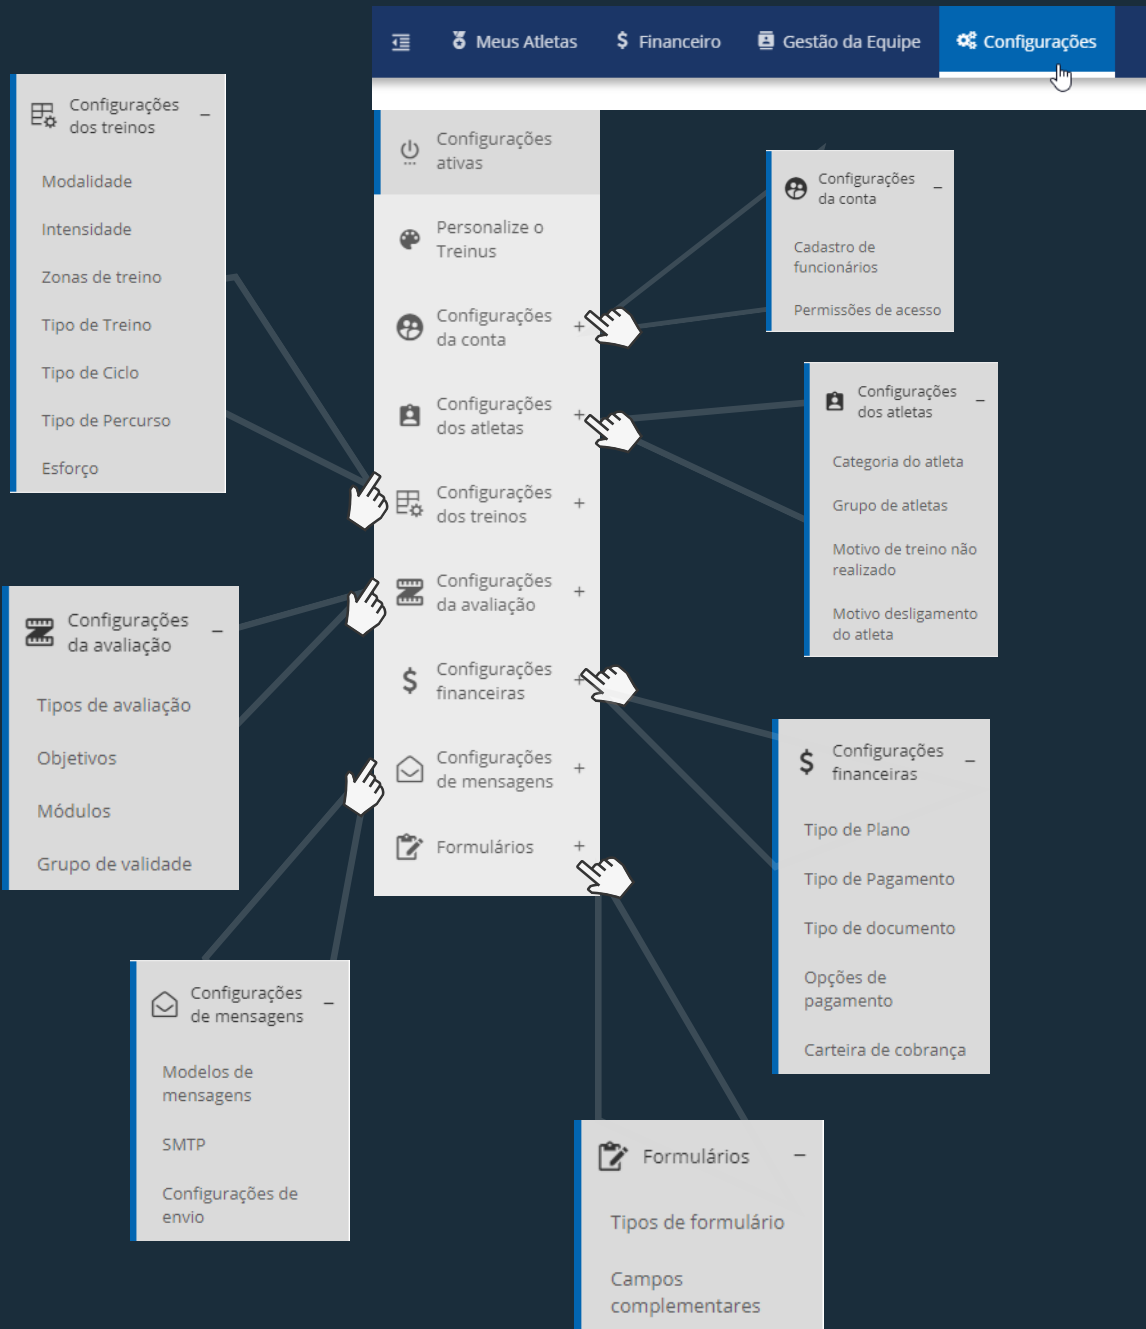 Meus Atletas
Financeiro
Gestão da Equipe
Configurações
Configurações
ativas
Personalize o
Treinus
Configurações
da conta
+
Configurações
dos atletas
+
Configurações
dos treinos
+
Configurações
da avaliação
+
Configurações
financeiras
+
Configurações
de mensagens
+
Formulários
+
Configurações
dos treinos
–
Modalidade
Intensidade
Zonas de treino
Tipo de Treino
Tipo de Ciclo
Tipo de Percurso
Esforço
Configurações
da conta
–
Cadastro de
funcionários
Permissões de acesso
Configurações
dos atletas
–
Categoria do atleta
Grupo de atletas
Motivo de treino não
realizado
Motivo desligamento
do atleta
Configurações
da avaliação
–
Tipos de avaliação
Objetivos
Módulos
Grupo de validade
Configurações
financeiras
–
Tipo de Plano
Tipo de Pagamento
Tipo de documento
Opções de
pagamento
Carteira de cobrança
Configurações
de mensagens
–
Modelos de
mensagens
SMTP
Configurações de
envio
Formulários
–
Tipos de formulário
Campos
complementares